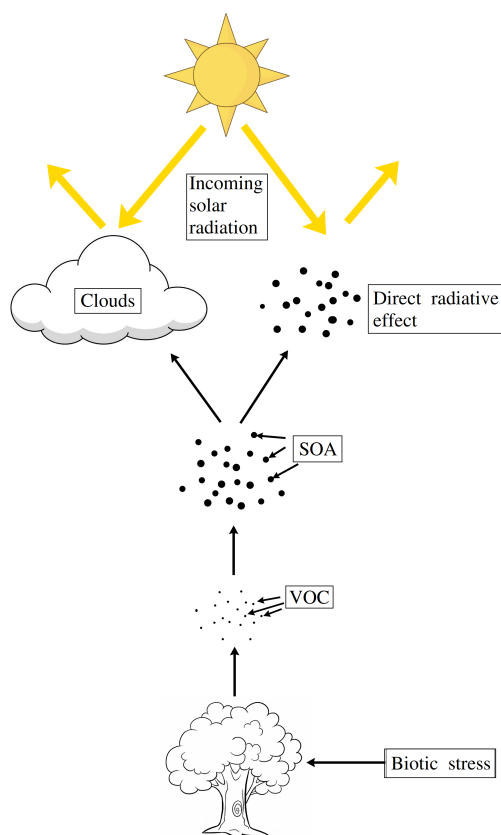 Incoming
solar
radiation
Clouds
Direct radiative
effect
SOA
VOC
Biotic stress